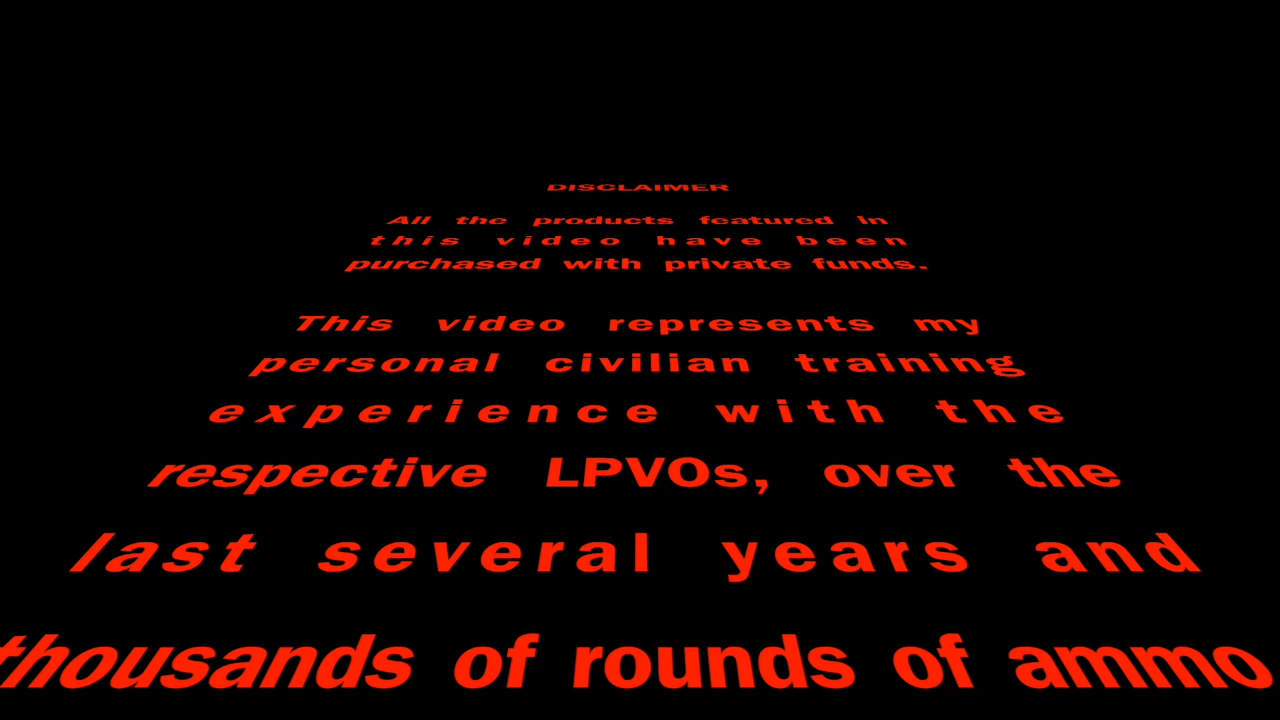 DISCLAIMER
All the products featured in
this video have been
purchased with private funds.
This video represents my
personal civilian training
experience with the
respective LPVOs, over the
last several years and
thousands of rounds of ammo